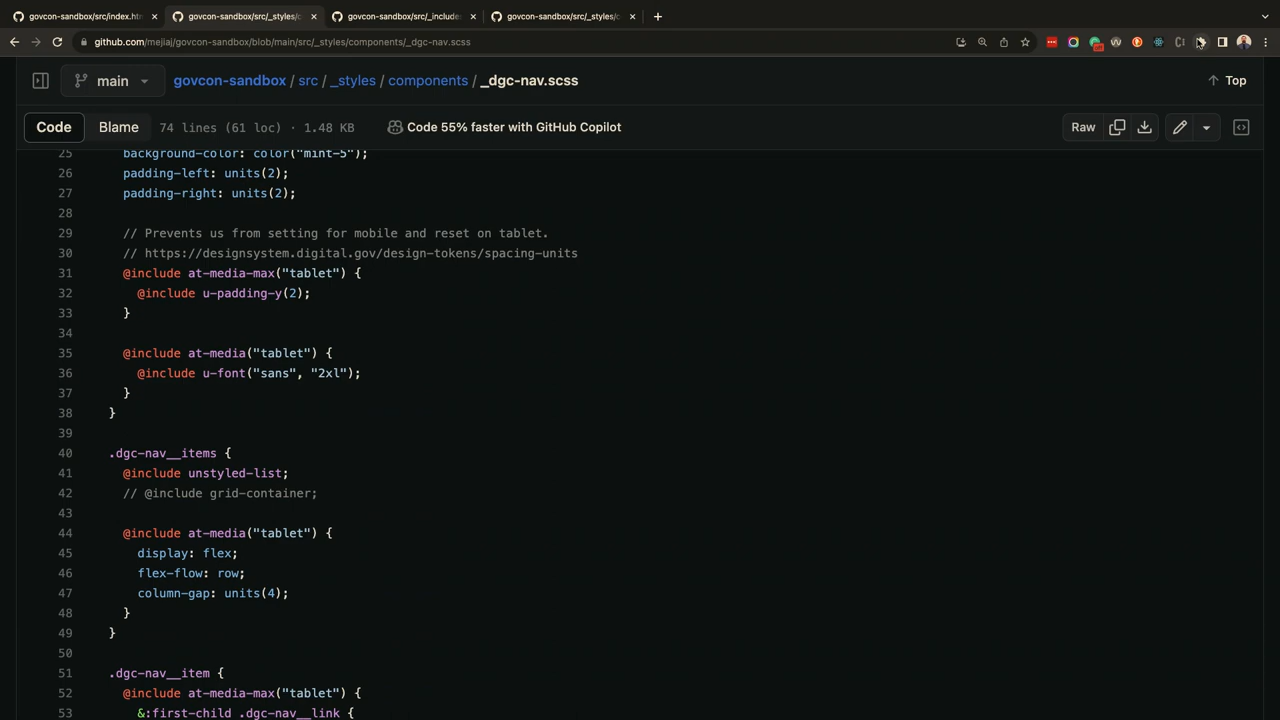 govcon-sandbox/src/index.htm
govcon-sandbox/src/_styles/c
govcon-sandbox/src/_include
govcon-sandbox/src/_styles/c
github.com/mejiaj/govcon-sandbox/blob/main/src/_styles/components/_dgc-nav.scss
main
govcon-sandbox / src / _styles / components / _dgc-nav.scss
Top
Code
Blame
74 lines (61 loc) · 1.48 KB
Code 55% faster with GitHub Copilot
Raw
25 background-color: color("mint-5");
26 padding-left: units(2);
27 padding-right: units(2);
28
29 // Prevents us from setting for mobile and reset on tablet.
30 // https://designsystem.digital.gov/design-tokens/spacing-units
31 @include at-media-max("tablet") {
32 @include u-padding-y(2);
33 }
34
35 @include at-media("tablet") {
36 @include u-font("sans", "2xl");
37 }
38 }
39
40 .dgc-nav__items {
41 @include unstyled-list;
42 // @include grid-container;
43
44 @include at-media("tablet") {
45 display: flex;
46 flex-flow: row;
47 column-gap: units(4);
48 }
49 }
50
51 .dgc-nav__item {
52 @include at-media-max("tablet") {
53 &:first-child .dgc-nav__link {